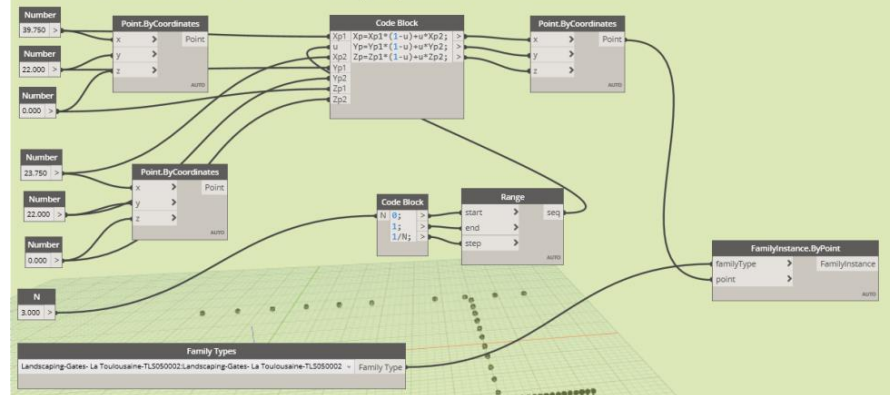 Number
39.750 >
Number
22.000 >
Number
0.000 >
Point.ByCoordinates
x > Point
y >
z >
AUTO
Code Block
Xp1 Xp=Xp1*(1-u)+u*Xp2; >
u Yp=Yp1*(1-u)+u*Yp2; >
Xp2 Zp=Zp1*(1-u)+u*Zp2; >
Yp1
Yp2
Zp1
Zp2
Point.ByCoordinates
x > Point
y >
z >
AUTO
Number
23.750 >
Number
22.000 >
Number
0.000 >
Point.ByCoordinates
x > Point
y >
z >
AUTO
Code Block
N 0; >
1; >
1/N; >
Range
start > seq
end >
step >
AUTO
FamilyInstance.ByPoint
familyType > FamilyInstance
point >
AUTO
N
3.000 >
Family Types
Landscaping-Gates- La Toulousaine-TLS050002:Landscaping-Gates- La Toulousaine-TLS050002 Family Type